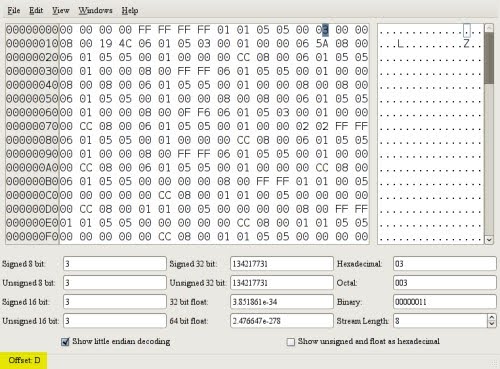 File Edit View Windows Help
00000000 00 00 00 00 FF FF FF FF 01 01 05 05 00 03 00 00 ................
00000010 08 00 19 4C 06 01 05 03 00 01 00 00 06 5A 08 00 ...L.........Z..
00000020 06 01 05 05 00 01 00 00 00 CC 08 00 06 01 05 05 ................
00000030 00 01 00 00 08 00 FF FF 06 01 05 05 00 01 00 00 ................
00000040 08 00 08 00 06 01 05 05 00 01 00 00 08 00 08 00 ................
00000050 06 01 05 05 00 01 00 00 08 00 08 00 06 01 05 05 ................
00000060 00 01 00 00 08 00 0F F6 06 01 05 03 00 01 00 00 ................
00000070 00 CC 08 00 06 01 05 05 00 01 00 00 02 02 FF FF ................
00000080 06 01 05 05 00 01 00 00 00 CC 08 00 06 01 05 05 ................
00000090 00 01 00 00 08 00 FF FF 06 01 05 05 00 01 00 00 ................
000000A0 00 CC 08 00 06 01 05 05 00 01 00 00 00 CC 08 00 ................
000000B0 06 01 05 05 00 00 00 00 08 00 FF FF 01 01 05 05 ................
000000C0 00 00 00 00 00 CC 08 00 01 01 00 05 00 00 00 00 ................
000000D0 00 CC 08 00 01 01 00 05 00 00 00 00 08 00 FF FF ................
000000E0 01 01 05 05 00 00 00 00 00 CC 08 00 01 01 05 05 ................
000000F0 00 00 00 00 00 CC 08 00 01 01 05 05 00 00 00 00 ................
Signed 8 bit: 3 Signed 32 bit: 134217731 Hexadecimal: 03
Unsigned 8 bit: 3 Unsigned 32 bit: 134217731 Octal: 003
Signed 16 bit: 3 32 bit float: 3.851861e-34 Binary: 00000011
Unsigned 16 bit: 3 64 bit float: 2.476647e-278 Stream Length: 8
Show little endian decoding Show unsigned and float as hexadecimal
Offset: D